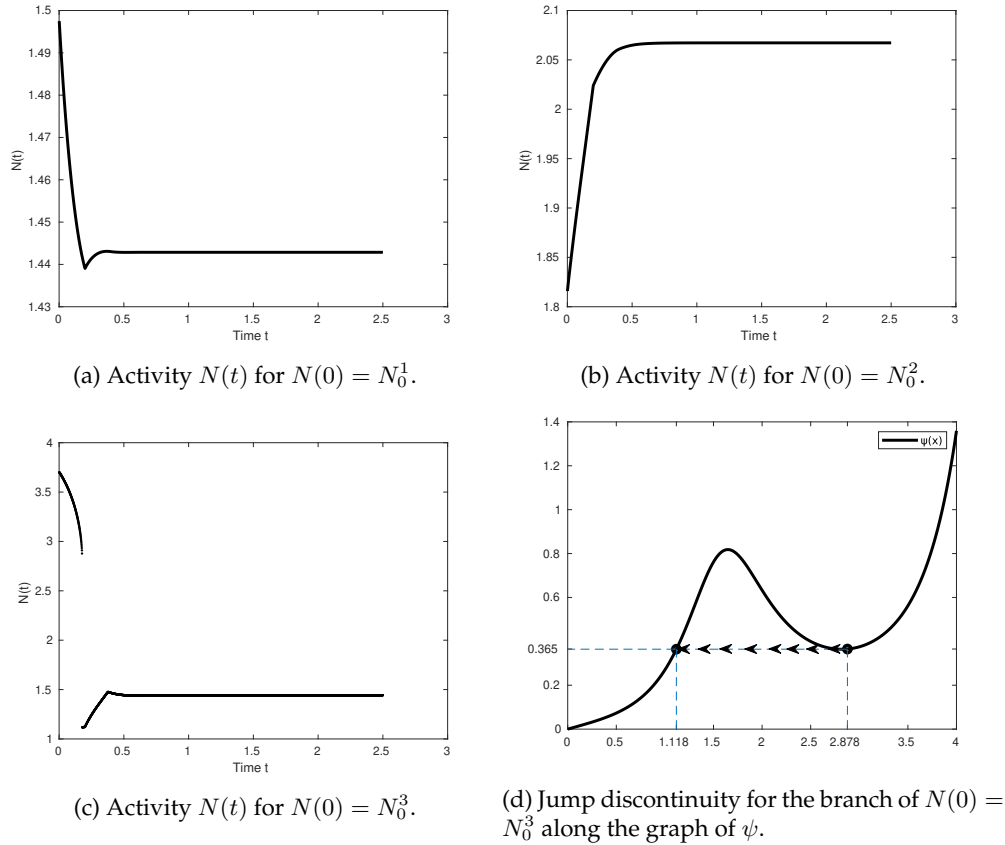 1.5
1.49
1.48
1.47
1.46
1.45
1.44
1.43
N(t)
0 0.5 1 1.5 2 2.5 3
Time t
(a) Activity N(t) for N(0) = N_0^1.
2.1
2.05
2
1.95
1.9
1.85
1.8
N(t)
0 0.5 1 1.5 2 2.5 3
Time t
(b) Activity N(t) for N(0) = N_0^2.
4
3.5
3
2.5
2
1.5
1
N(t)
0 0.5 1 1.5 2 2.5 3
Time t
(c) Activity N(t) for N(0) = N_0^3.
1.4
1.2
1
0.8
0.6
0.365
0.2
0
ψ(x)
0 0.5 1.118 1.5 2 2.878 3.5 4
(d) Jump discontinuity for the branch of N(0) =
N_0^3 along the graph of ψ.